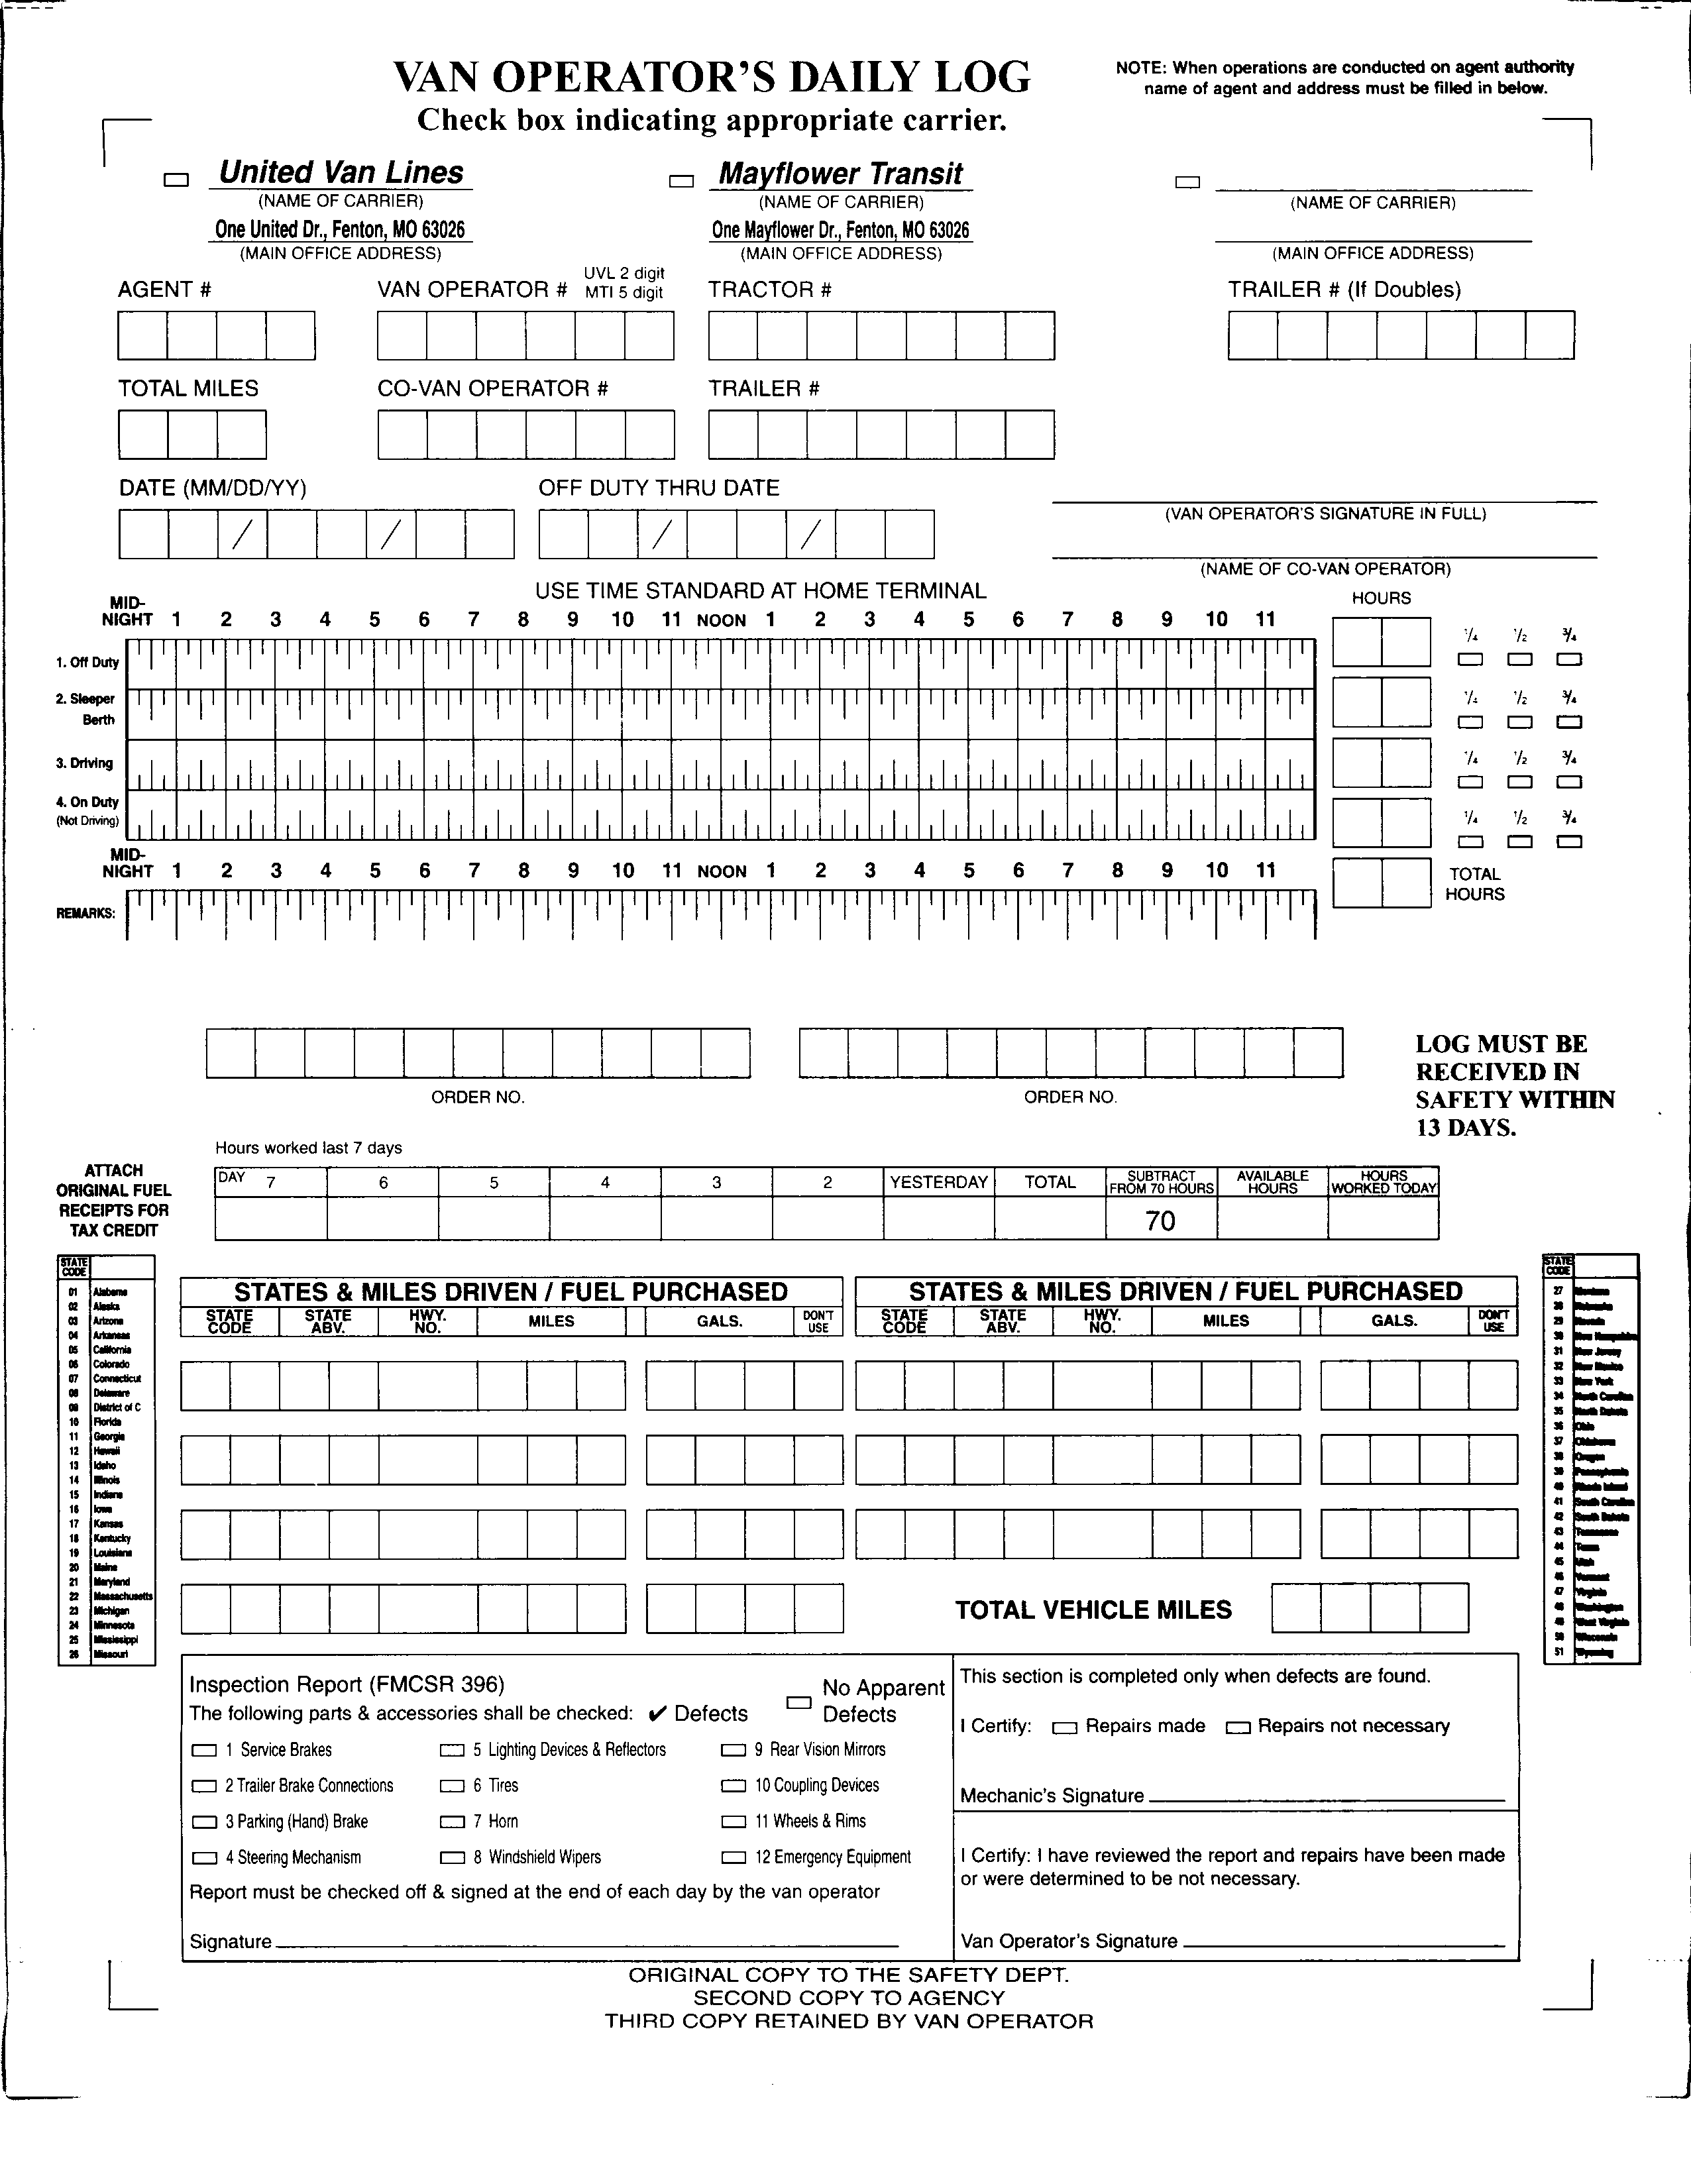 VAN OPERATOR'S DAILY LOG
Check box indicating appropriate carrier.
NOTE: When operations are conducted on agent authority
name of agent and address must be filled in below.
United Van Lines Mayflower Transit
(NAME OF CARRIER) (NAME OF CARRIER) (NAME OF CARRIER)
One United Dr., Fenton, MO 63026 One Mayflower Dr., Fenton, MO 63026
(MAIN OFFICE ADDRESS) (MAIN OFFICE ADDRESS) (MAIN OFFICE ADDRESS)
AGENT # VAN OPERATOR # UVL 2 digit MTI 5 digit TRACTOR # TRAILER # (If Doubles)
TOTAL MILES CO-VAN OPERATOR # TRAILER #
DATE (MM/DD/YY) OFF DUTY THRU DATE
/ / / /
(VAN OPERATOR'S SIGNATURE IN FULL)
(NAME OF CO-VAN OPERATOR)
USE TIME STANDARD AT HOME TERMINAL
HOURS
MID-
NIGHT 1 2 3 4 5 6 7 8 9 10 11 NOON 1 2 3 4 5 6 7 8 9 10 11
1. Off Duty 1/4 1/2 3/4
2. Sleeper
Berth 1/4 1/2 3/4
3. Driving 1/4 1/2 3/4
4. On Duty
(Not Driving) 1/4 1/2 3/4
MID-
NIGHT 1 2 3 4 5 6 7 8 9 10 11 NOON 1 2 3 4 5 6 7 8 9 10 11
TOTAL
HOURS
REMARKS:
ORDER NO. ORDER NO.
LOG MUST BE
RECEIVED IN
SAFETY WITHIN
13 DAYS.
Hours worked last 7 days
ATTACH
ORIGINAL FUEL
RECEIPTS FOR
TAX CREDIT
DAY 7 6 5 4 3 2 YESTERDAY TOTAL SUBTRACT FROM 70 HOURS AVAILABLE HOURS HOURS WORKED TODAY
70
STATE
CODE
01 Alabama
02 Alaska
03 Arizona
04 Arkansas
05 California
06 Colorado
07 Connecticut
08 Delaware
09 District of C
10 Florida
11 Georgia
12 Hawaii
13 Idaho
14 Illinois
15 Indiana
16 Iowa
17 Kansas
18 Kentucky
19 Louisiana
20 Maine
21 Maryland
22 Massachusetts
23 Michigan
24 Minnesota
25 Mississippi
26 Missouri
STATES & MILES DRIVEN / FUEL PURCHASED
STATE CODE STATE ABV. HWY. NO. MILES GALS. DON'T USE
STATES & MILES DRIVEN / FUEL PURCHASED
STATE CODE STATE ABV. HWY. NO. MILES GALS. DON'T USE
TOTAL VEHICLE MILES
STATE
CODE
27 Montana
28 Nebraska
29 Nevada
30 New Hampshire
31 New Jersey
32 New Mexico
33 New York
34 North Carolina
35 North Dakota
36 Ohio
37 Oklahoma
38 Oregon
39 Pennsylvania
40 Rhode Island
41 South Carolina
42 South Dakota
43 Tennessee
44 Texas
45 Utah
46 Vermont
47 Virginia
48 Washington
49 West Virginia
50 Wisconsin
51 Wyoming
Inspection Report (FMCSR 396)
The following parts & accessories shall be checked: ✔ Defects
No Apparent
Defects
1 Service Brakes 5 Lighting Devices & Reflectors 9 Rear Vision Mirrors
2 Trailer Brake Connections 6 Tires 10 Coupling Devices
3 Parking (Hand) Brake 7 Horn 11 Wheels & Rims
4 Steering Mechanism 8 Windshield Wipers 12 Emergency Equipment
Report must be checked off & signed at the end of each day by the van operator
Signature
This section is completed only when defects are found.
I Certify: Repairs made Repairs not necessary
Mechanic's Signature
I Certify: I have reviewed the report and repairs have been made
or were determined to be not necessary.
Van Operator's Signature
ORIGINAL COPY TO THE SAFETY DEPT.
SECOND COPY TO AGENCY
THIRD COPY RETAINED BY VAN OPERATOR